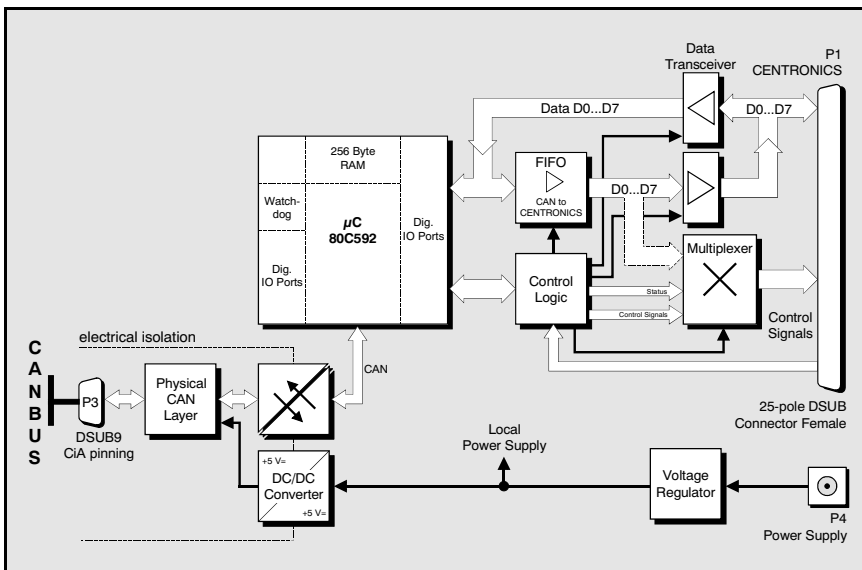 Data
Transceiver
P1
CENTRONICS
Data D0...D7
D0...D7
256 Byte
RAM
Watch-
dog
µC
80C592
Dig.
IO Ports
Dig.
IO Ports
FIFO
CAN to
CENTRONICS
D0...D7
Multiplexer
Control
Logic
Status
Control Signals
Control
Signals
electrical isolation
CAN
CANBUS
P3
Physical
CAN
Layer
DSUB9
CiA pinning
25-pole DSUB
Connector Female
Local
Power Supply
+5 V=
DC/DC
Converter
+5 V=
Voltage
Regulator
P4
Power Supply